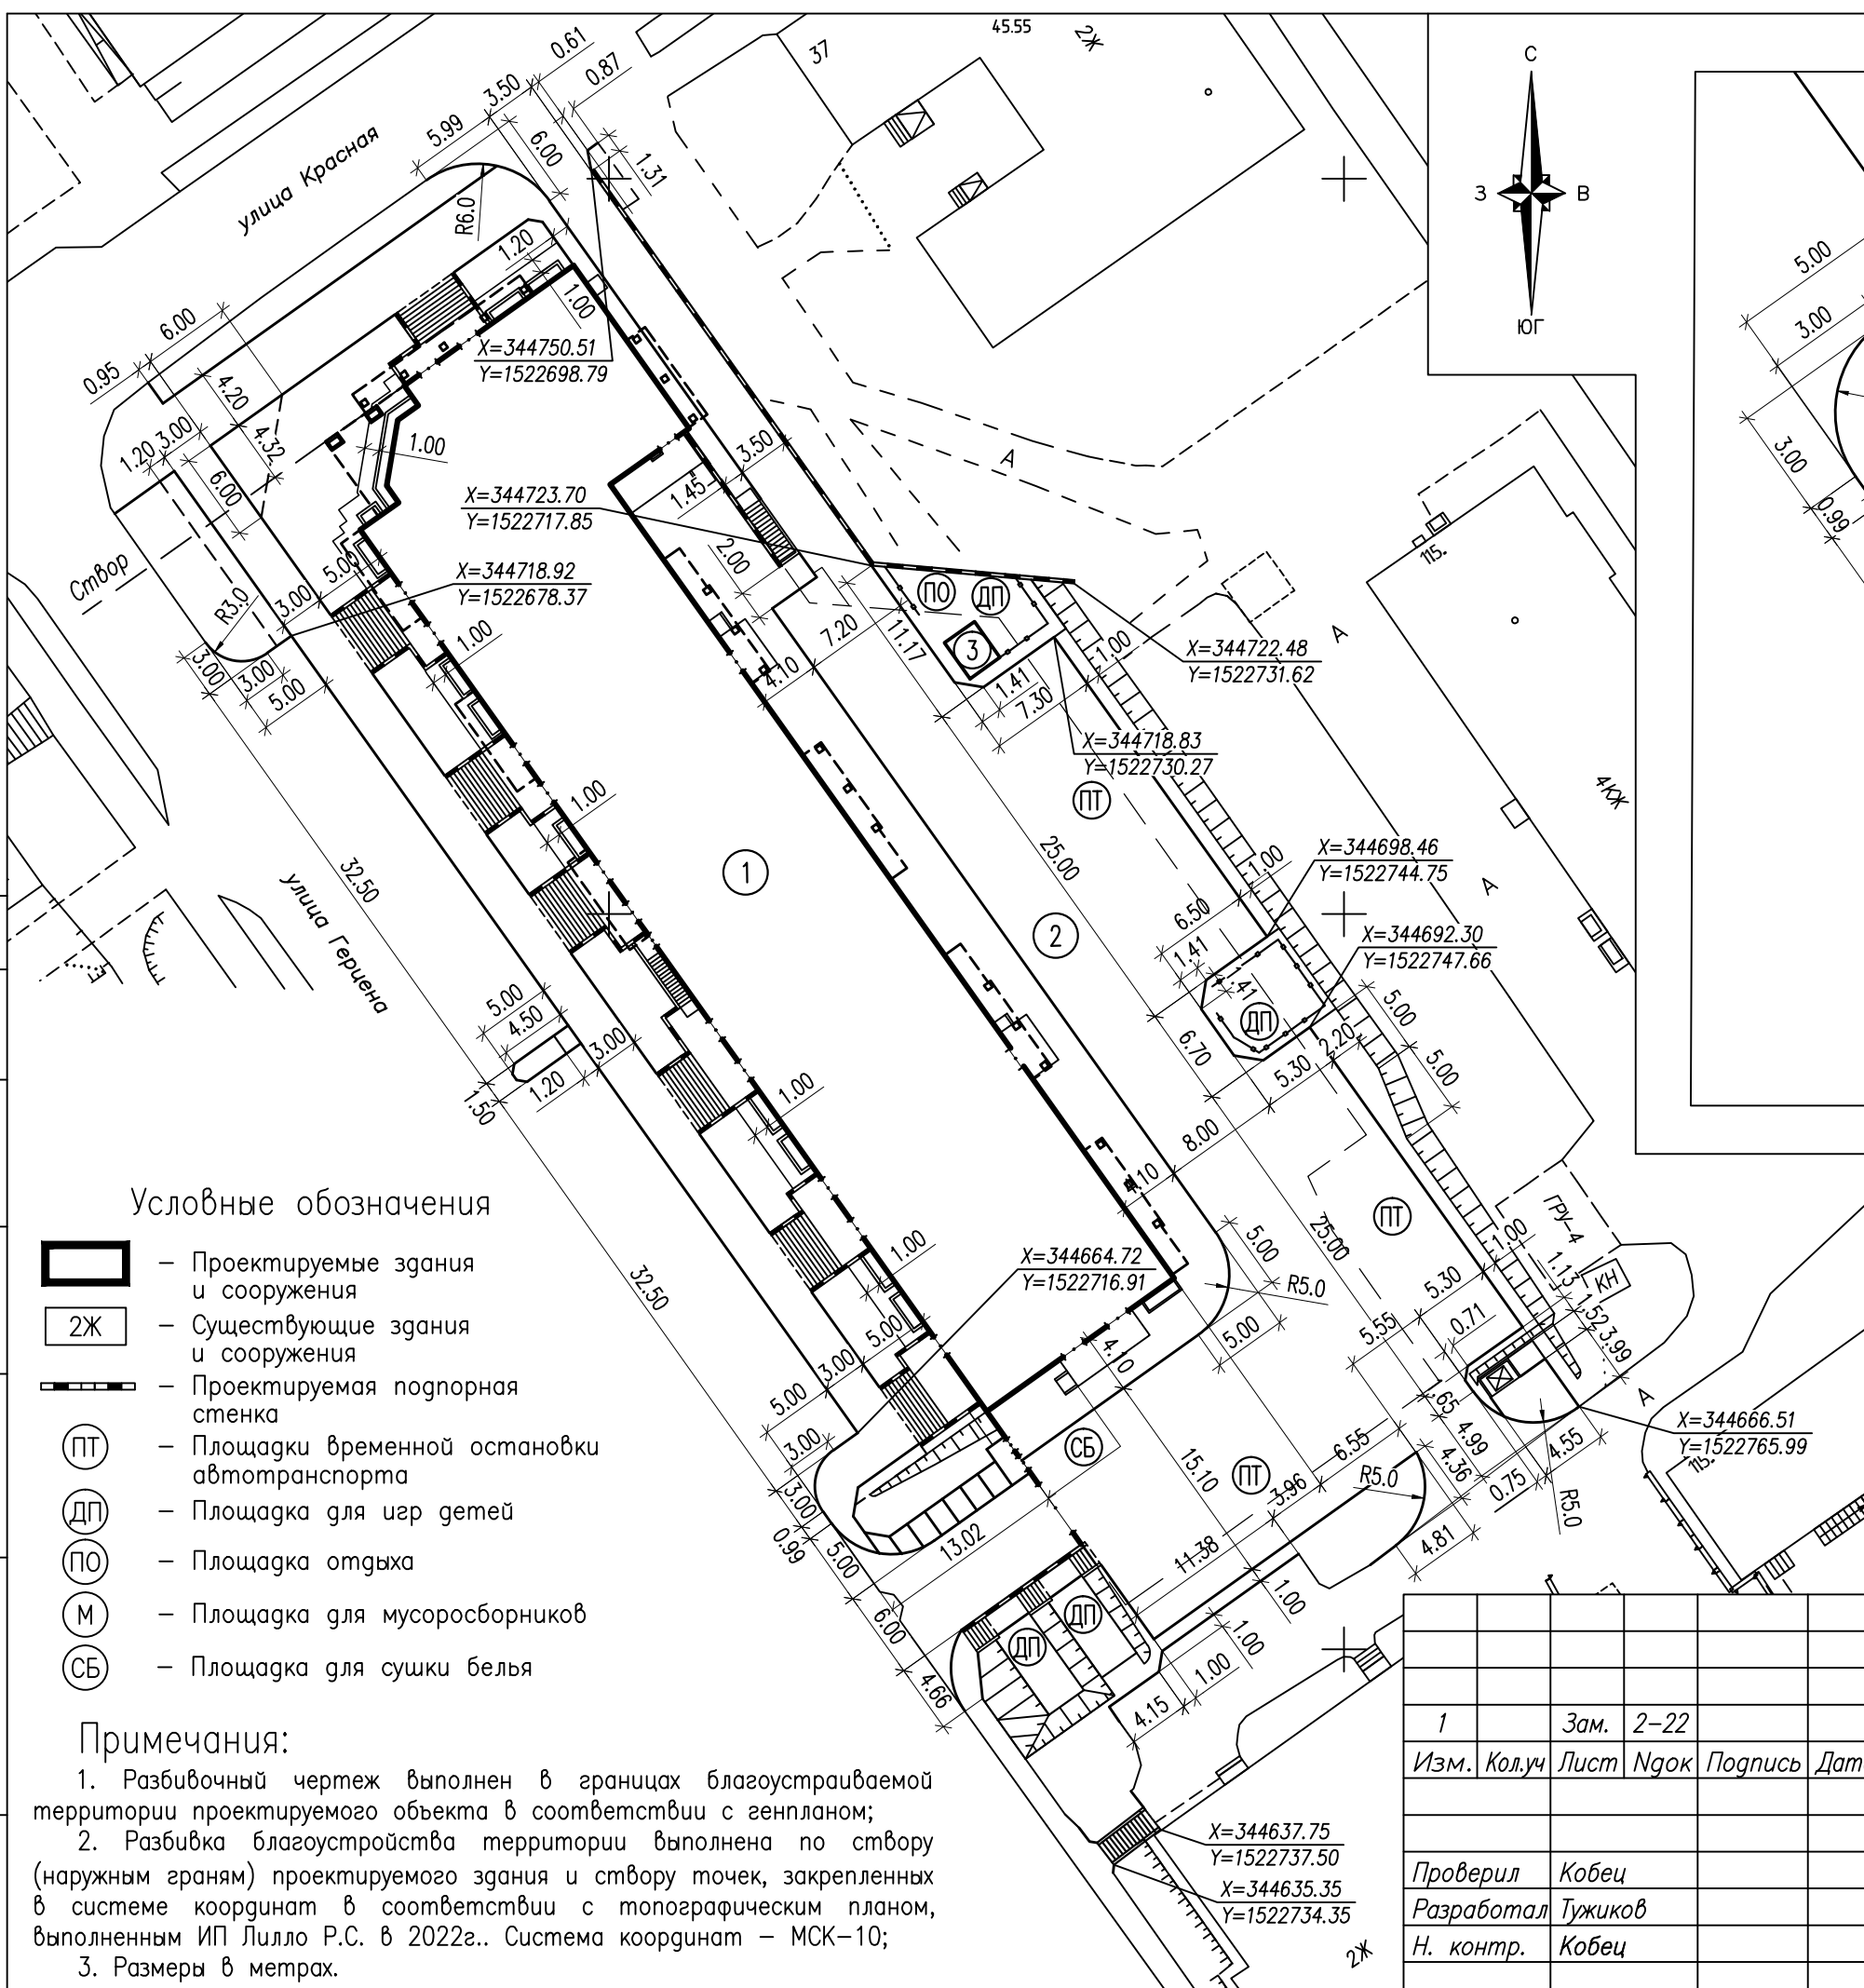 45.55
2Ж
37
0.61
0.87
3.50
5.99
6.00
1.31
улица Красная
R6.0
1.20
1.00
С
З
В
ЮГ
5.00
3.00
3.00
0.99
6.00
0.95
4.20
4.32
1.20
3.00
6.00
1.00
X=344750.51
Y=1522698.79
3.50
1.45
2.00
А
X=344723.70
Y=1522717.85
X=344718.92
Y=1522678.37
Створ
R3.0
3.00
5.00
3.00
3.00
5.00
1.00
4.10
7.20
11.17
ПО
ДП
3
1.00
1.41
7.30
X=344722.48
Y=1522731.62
X=344718.83
Y=1522730.27
115.
А
4КЖ
ПТ
1.00
1
2
25.00
32.50
улица Герцена
X=344698.46
Y=1522744.75
А
1.00
6.50
1.41
1.41
X=344692.30
Y=1522747.66
ДП
5.00
5.00
2.20
5.30
6.70
8.00
5.00
4.50
3.00
1.20
1.50
1.00
4.10
ПТ
ГРУ-4
КН
25.00
1.00
1.13
1.52
3.99
5.30
5.55
0.71
5.00
R5.0
5.00
1.00
32.50
X=344664.72
Y=1522716.91
5.00
3.00
5.00
3.00
3.00
0.99
5.00
6.00
4.66
4.10
СБ
15.10
ПТ
13.02
11.38
3.96
6.55
R5.0
4.99
4.36
0.75
4.55
4.81
R5.0
А
X=344666.51
Y=1522765.99
115.
ДП
ДП
1.00
1.00
1.00
4.15
X=344637.75
Y=1522737.50
X=344635.35
Y=1522734.35
2Ж
Условные обозначения
– Проектируемые здания
и сооружения
2Ж – Существующие здания
и сооружения
– Проектируемая подпорная
стенка
ПТ – Площадки временной остановки
автотранспорта
ДП – Площадка для игр детей
ПО – Площадка отдыха
М – Площадка для мусоросборников
СБ – Площадка для сушки белья
Примечания:
1. Разбивочный чертеж выполнен в границах благоустраиваемой
территории проектируемого объекта в соответствии с генпланом;
2. Разбивка благоустройства территории выполнена по створу
(наружным граням) проектируемого здания и створу точек, закрепленных
в системе координат в соответствии с топографическим планом,
выполненным ИП Лилло Р.С. в 2022г.. Система координат – МСК-10;
3. Размеры в метрах.
1 Зам. 2-22
Изм. Кол.уч Лист Nдок Подпись Дат
Проверил Кобец
Разработал Тужиков
Н. контр. Кобец